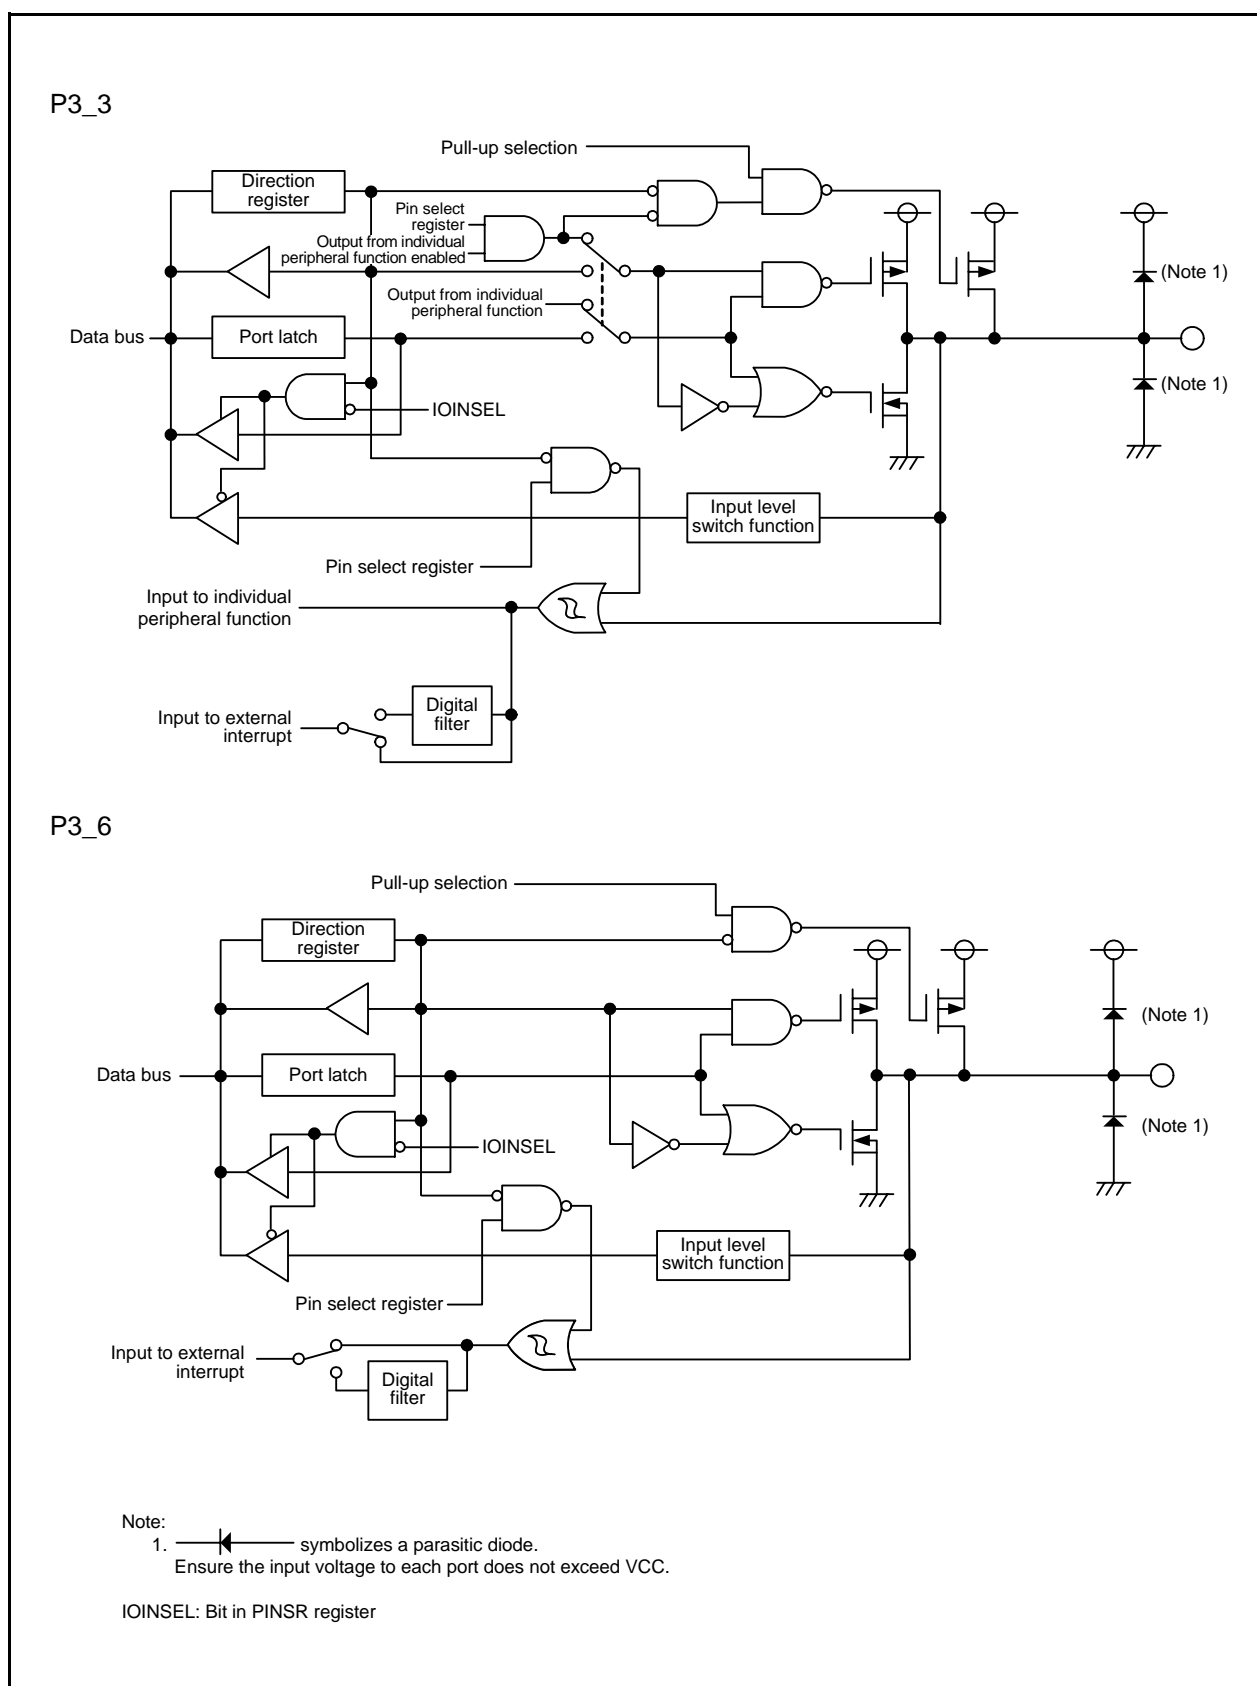 P3_3
Pull-up selection
Direction
register
Pin select
register
Output from individual
peripheral function enabled
(Note 1)
Output from individual
peripheral function
Data bus
Port latch
(Note 1)
IOINSEL
Input level
switch function
Pin select register
Input to individual
peripheral function
Digital
filter
Input to external
interrupt
P3_6
Pull-up selection
Direction
register
(Note 1)
Data bus
Port latch
(Note 1)
IOINSEL
Input level
switch function
Pin select register
Input to external
interrupt
Digital
filter
Note:
1. symbolizes a parasitic diode.
Ensure the input voltage to each port does not exceed VCC.
IOINSEL: Bit in PINSR register